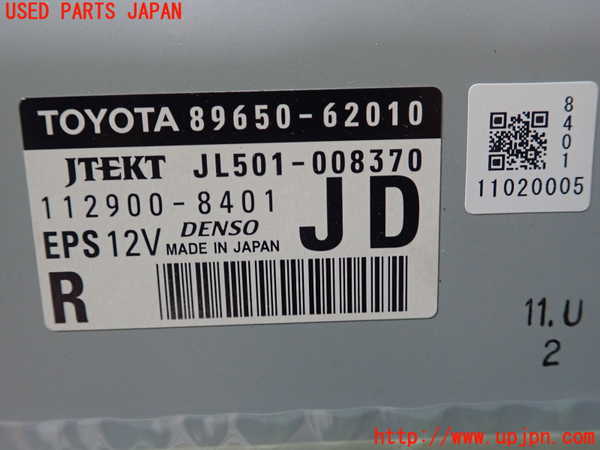 USED PARTS JAPAN
TOYOTA 89650-62010
JTEKT JL501-008370
112900-8401
EPS 12V DENSO MADE IN JAPAN
JD
R
8401
11020005
11.U
2
http://www.upjpn.com/